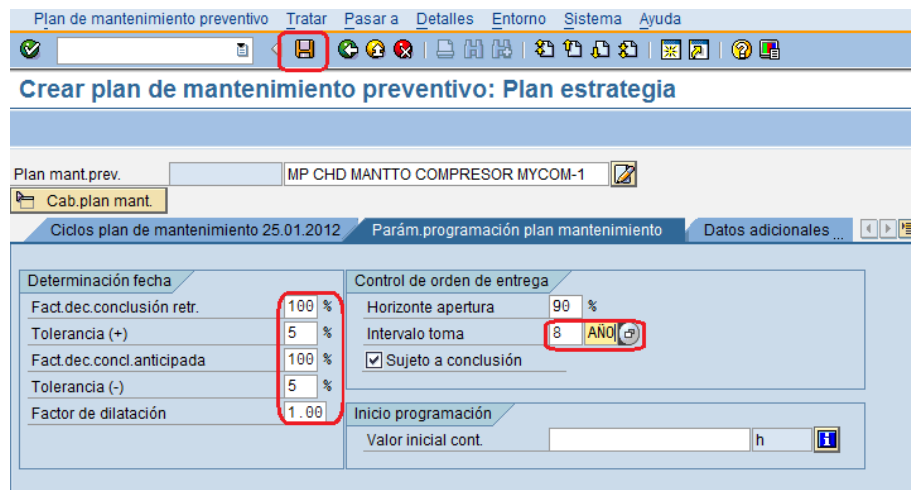 Plan de mantenimiento preventivo Tratar Pasar a Detalles Entorno Sistema Ayuda
Crear plan de mantenimiento preventivo: Plan estrategia
Plan mant.prev. MP CHD MANTTO COMPRESOR MYCOM-1
Cab.plan mant.
Ciclos plan de mantenimiento 25.01.2012 Parám.programación plan mantenimiento Datos adicionales ...
Determinación fecha
Fact.dec.conclusión retr. 100 %
Tolerancia (+) 5 %
Fact.dec.concl.anticipada 100 %
Tolerancia (-) 5 %
Factor de dilatación 1.00
Control de orden de entrega
Horizonte apertura 90 %
Intervalo toma 8 AÑO
Sujeto a conclusión
Inicio programación
Valor inicial cont. h